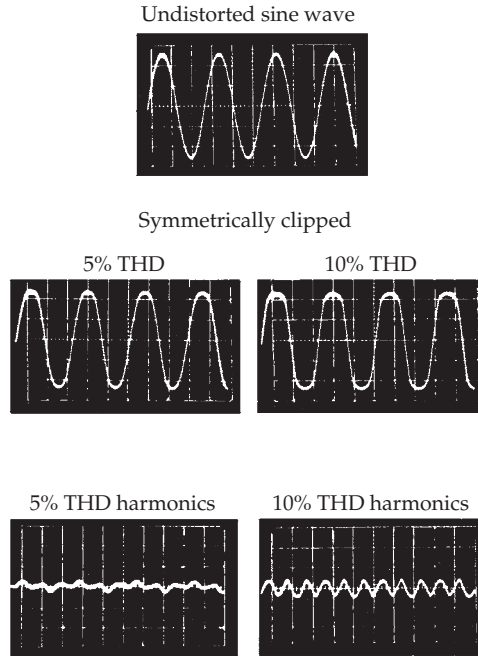 Undistorted sine wave
Symmetrically clipped
5% THD
10% THD
5% THD harmonics
10% THD harmonics